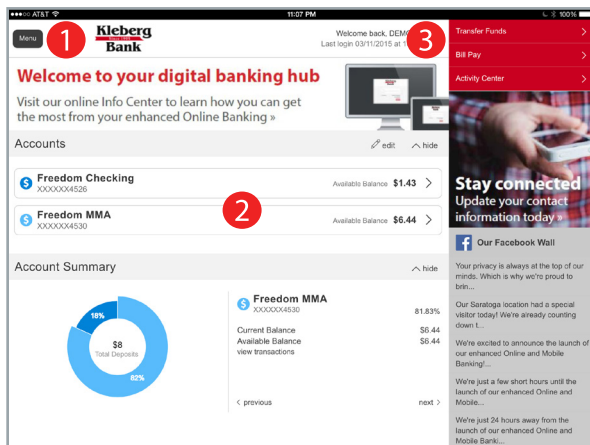 AT&T
11:07 PM
100%
Menu
1
Kleberg
Bank
Welcome back, DEM
Last login 03/11/2015 at 1
3
Welcome to your digital banking hub
Visit our online Info Center to learn how you can get
the most from your enhanced Online Banking »
Accounts
edit
hide
Freedom Checking
XXXXXX4526
Available Balance $1.43
2
Freedom MMA
XXXXXX4530
Available Balance $6.44
Account Summary
hide
18%
$8
Total Deposits
82%
Freedom MMA
XXXXXX4530
81.83%
Current Balance $6.44
Available Balance $6.44
view transactions
previous
next
Transfer Funds
Bill Pay
Activity Center
Stay connected
Update your contact
information today »
Our Facebook Wall
Your privacy is always at the top of our
minds. Which is why we're proud to
brin...
Our Saratoga location had a special
visitor today! We're already counting
down t...
We're excited to announce the launch of
our enhanced Online and Mobile
Banking!...
We're just a few short hours until the
launch of our enhanced Online and
Mobile...
We're just 24 hours away from the
launch of our enhanced Online and
Mobile Banki...